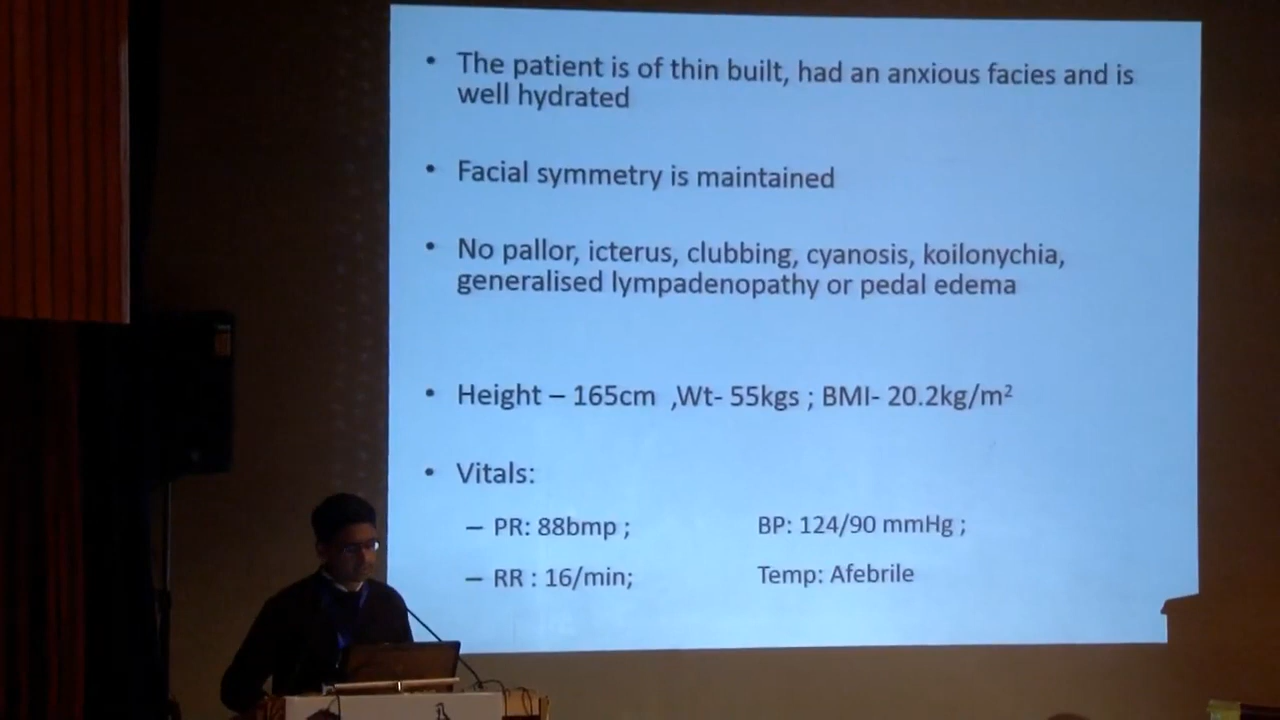 • The patient is of thin built, had an anxious facies and is
well hydrated
• Facial symmetry is maintained
• No pallor, icterus, clubbing, cyanosis, koilonychia,
generalised lympadenopathy or pedal edema
• Height – 165cm ,Wt- 55kgs ; BMI- 20.2kg/m²
• Vitals:
– PR: 88bmp ; BP: 124/90 mmHg ;
– RR : 16/min; Temp: Afebrile